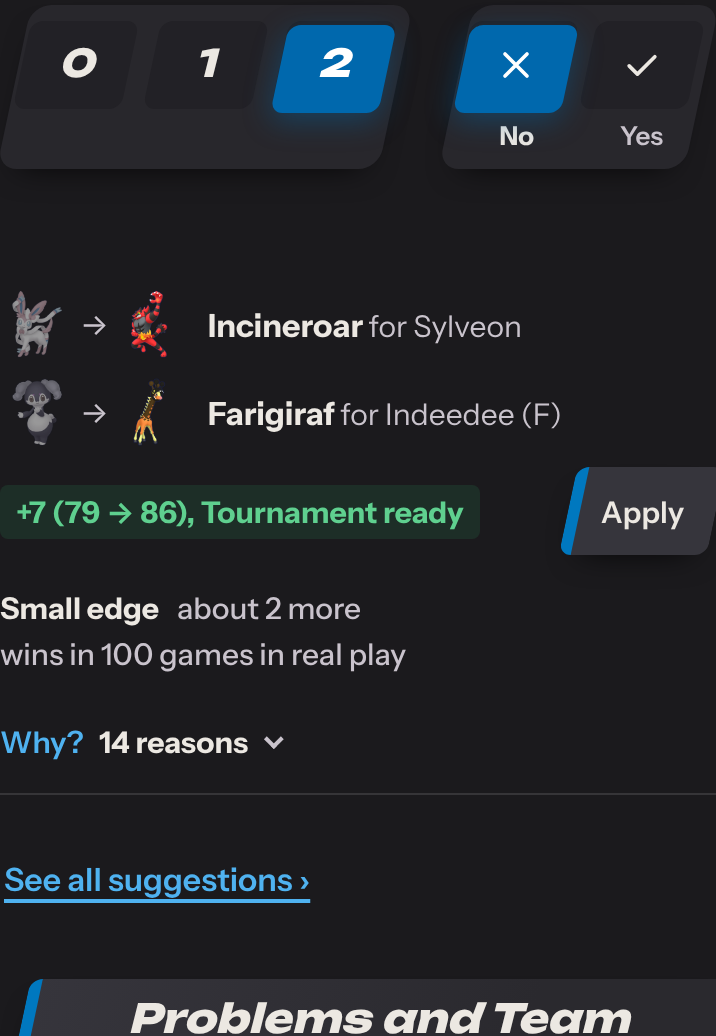 0 1 2
No Yes
Incineroar for Sylveon
Farigiraf for Indeedee (F)
+7 (79 → 86), Tournament ready
Apply
Small edge about 2 more
wins in 100 games in real play
Why? 14 reasons
See all suggestions ›
Problems and Team